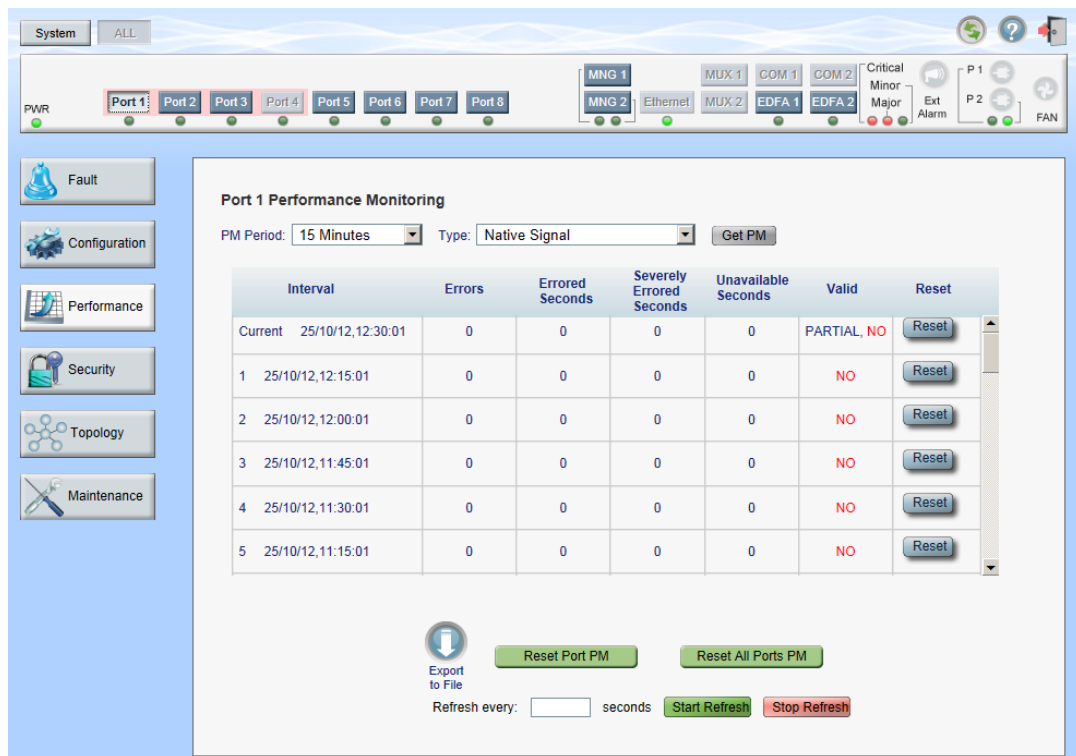 System ALL
MNG 1 MUX 1 COM 1 COM 2 Critical P 1
Minor
PWR Port 1 Port 2 Port 3 Port 4 Port 5 Port 6 Port 7 Port 8 MNG 2 Ethernet MUX 2 EDFA 1 EDFA 2 Major Ext Alarm P 2 FAN
Fault
Configuration
Performance
Security
Topology
Maintenance
Port 1 Performance Monitoring
PM Period: 15 Minutes Type: Native Signal Get PM
Interval Errors Errored Seconds Severely Errored Seconds Unavailable Seconds Valid Reset
Current 25/10/12,12:30:01 0 0 0 0 PARTIAL, NO Reset
1 25/10/12,12:15:01 0 0 0 0 NO Reset
2 25/10/12,12:00:01 0 0 0 0 NO Reset
3 25/10/12,11:45:01 0 0 0 0 NO Reset
4 25/10/12,11:30:01 0 0 0 0 NO Reset
5 25/10/12,11:15:01 0 0 0 0 NO Reset
Export
to File
Reset Port PM Reset All Ports PM
Refresh every: seconds Start Refresh Stop Refresh